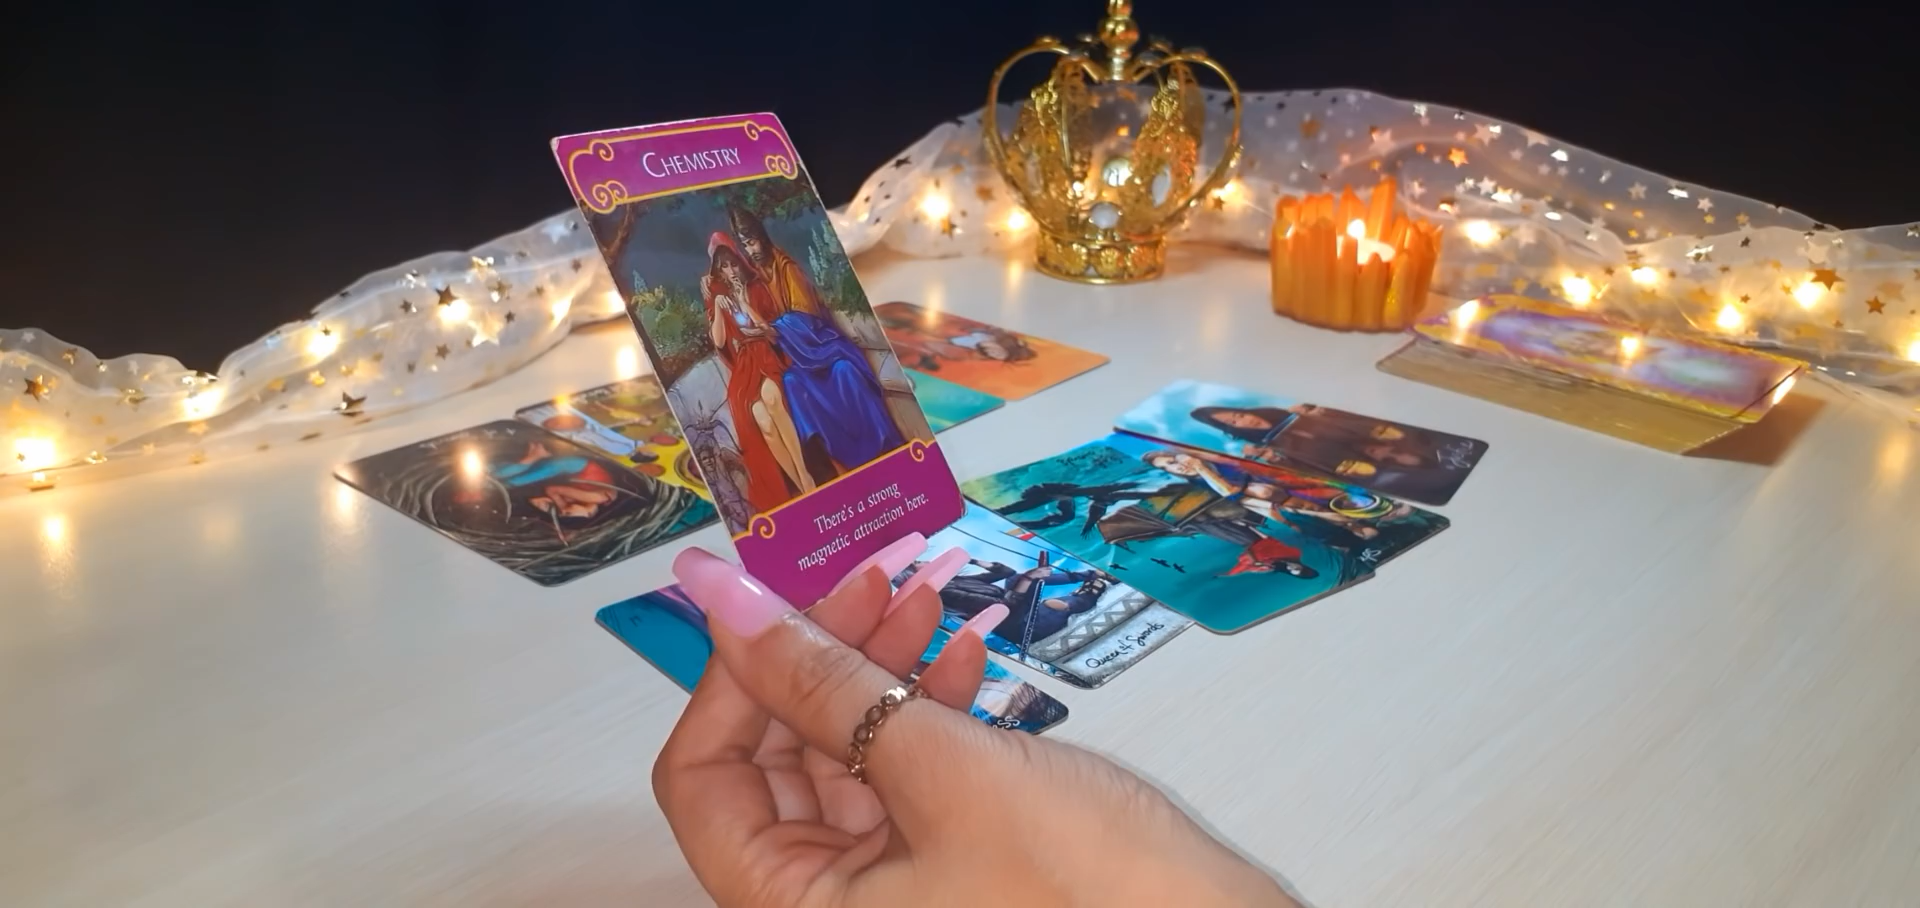 CHEMISTRY
There's a strong
magnetic attraction here.
Queen of Swords